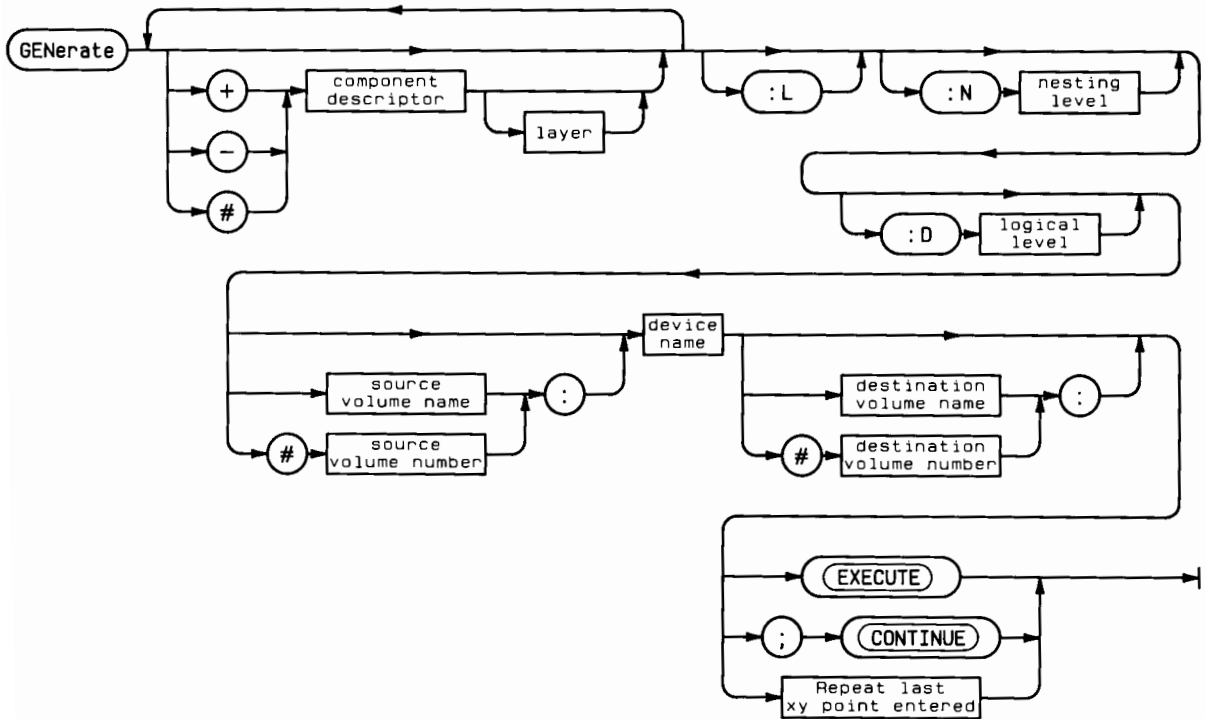 GENerate
+
component
descriptor
layer
-
#
:L
:N
nesting
level
:D
logical
level
device
name
source
volume name
:
#
source
volume number
destination
volume name
:
#
destination
volume number
EXECUTE
;
CONTINUE
Repeat last
xy point entered